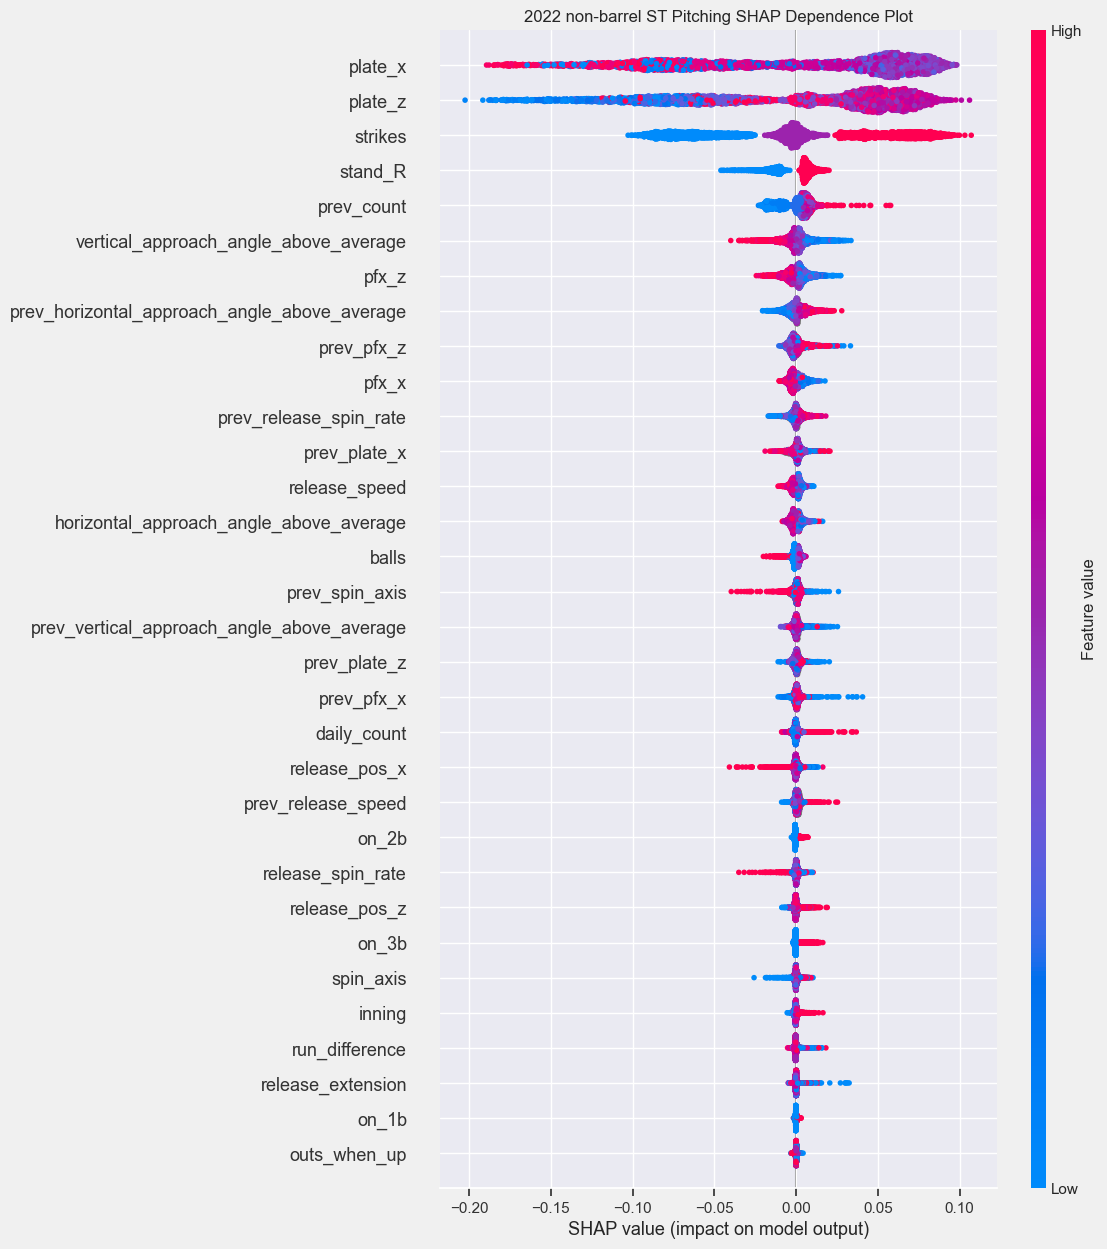 2022 non-barrel ST Pitching SHAP Dependence Plot
High
plate_x
plate_z
strikes
stand_R
prev_count
vertical_approach_angle_above_average
pfx_z
prev_horizontal_approach_angle_above_average
prev_pfx_z
pfx_x
prev_release_spin_rate
prev_plate_x
release_speed
horizontal_approach_angle_above_average
balls
prev_spin_axis
prev_vertical_approach_angle_above_average
prev_plate_z
prev_pfx_x
daily_count
release_pos_x
prev_release_speed
on_2b
release_spin_rate
release_pos_z
on_3b
spin_axis
inning
run_difference
release_extension
on_1b
outs_when_up
Feature value
Low
−0.20 −0.15 −0.10 −0.05 0.00 0.05 0.10
SHAP value (impact on model output)